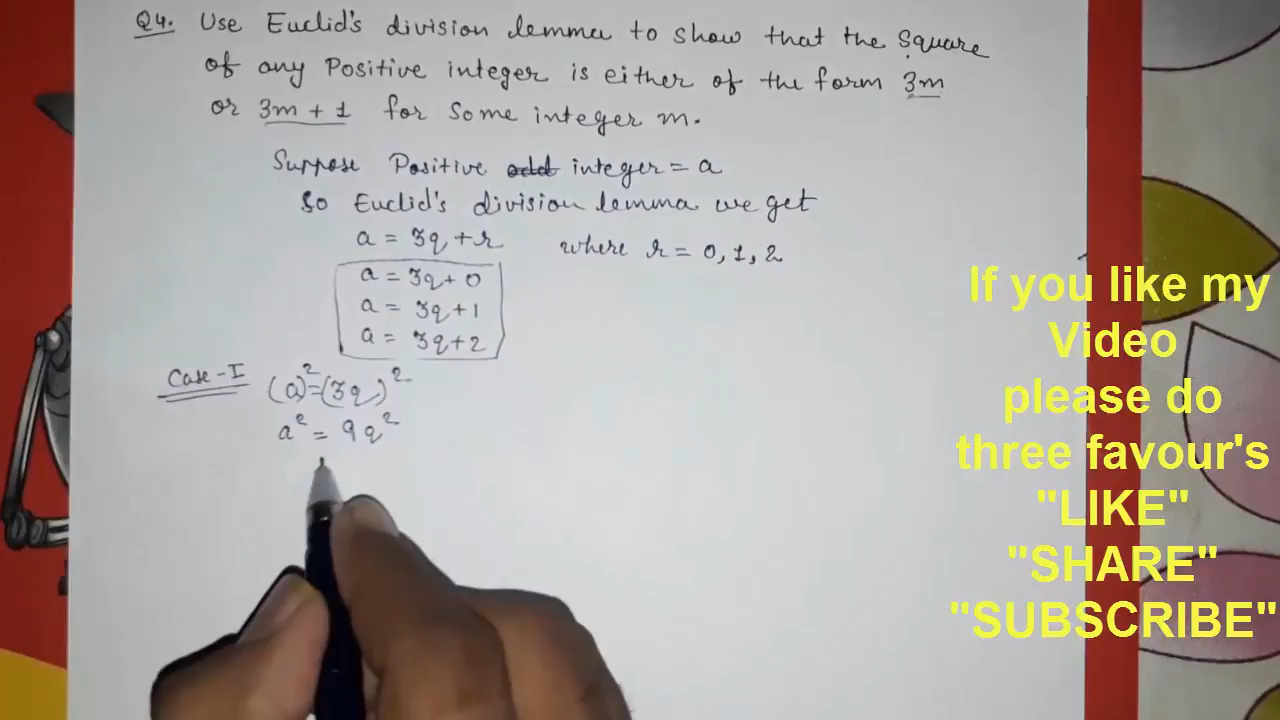 Q4. Use Euclid's division lemma to show that the square
of any Positive integer is either of the form 3m
or 3m + 1 for some integer m.
Suppose Positive integer = a
So Euclid's division lemma we get
a = 3q + r where r = 0, 1, 2
a = 3q + 0
a = 3q + 1
a = 3q + 2
Case - I (a)² = (3q)²
a² = 9q²
If you like my
Video
please do
three favour's
"LIKE"
"SHARE"
"SUBSCRIBE"